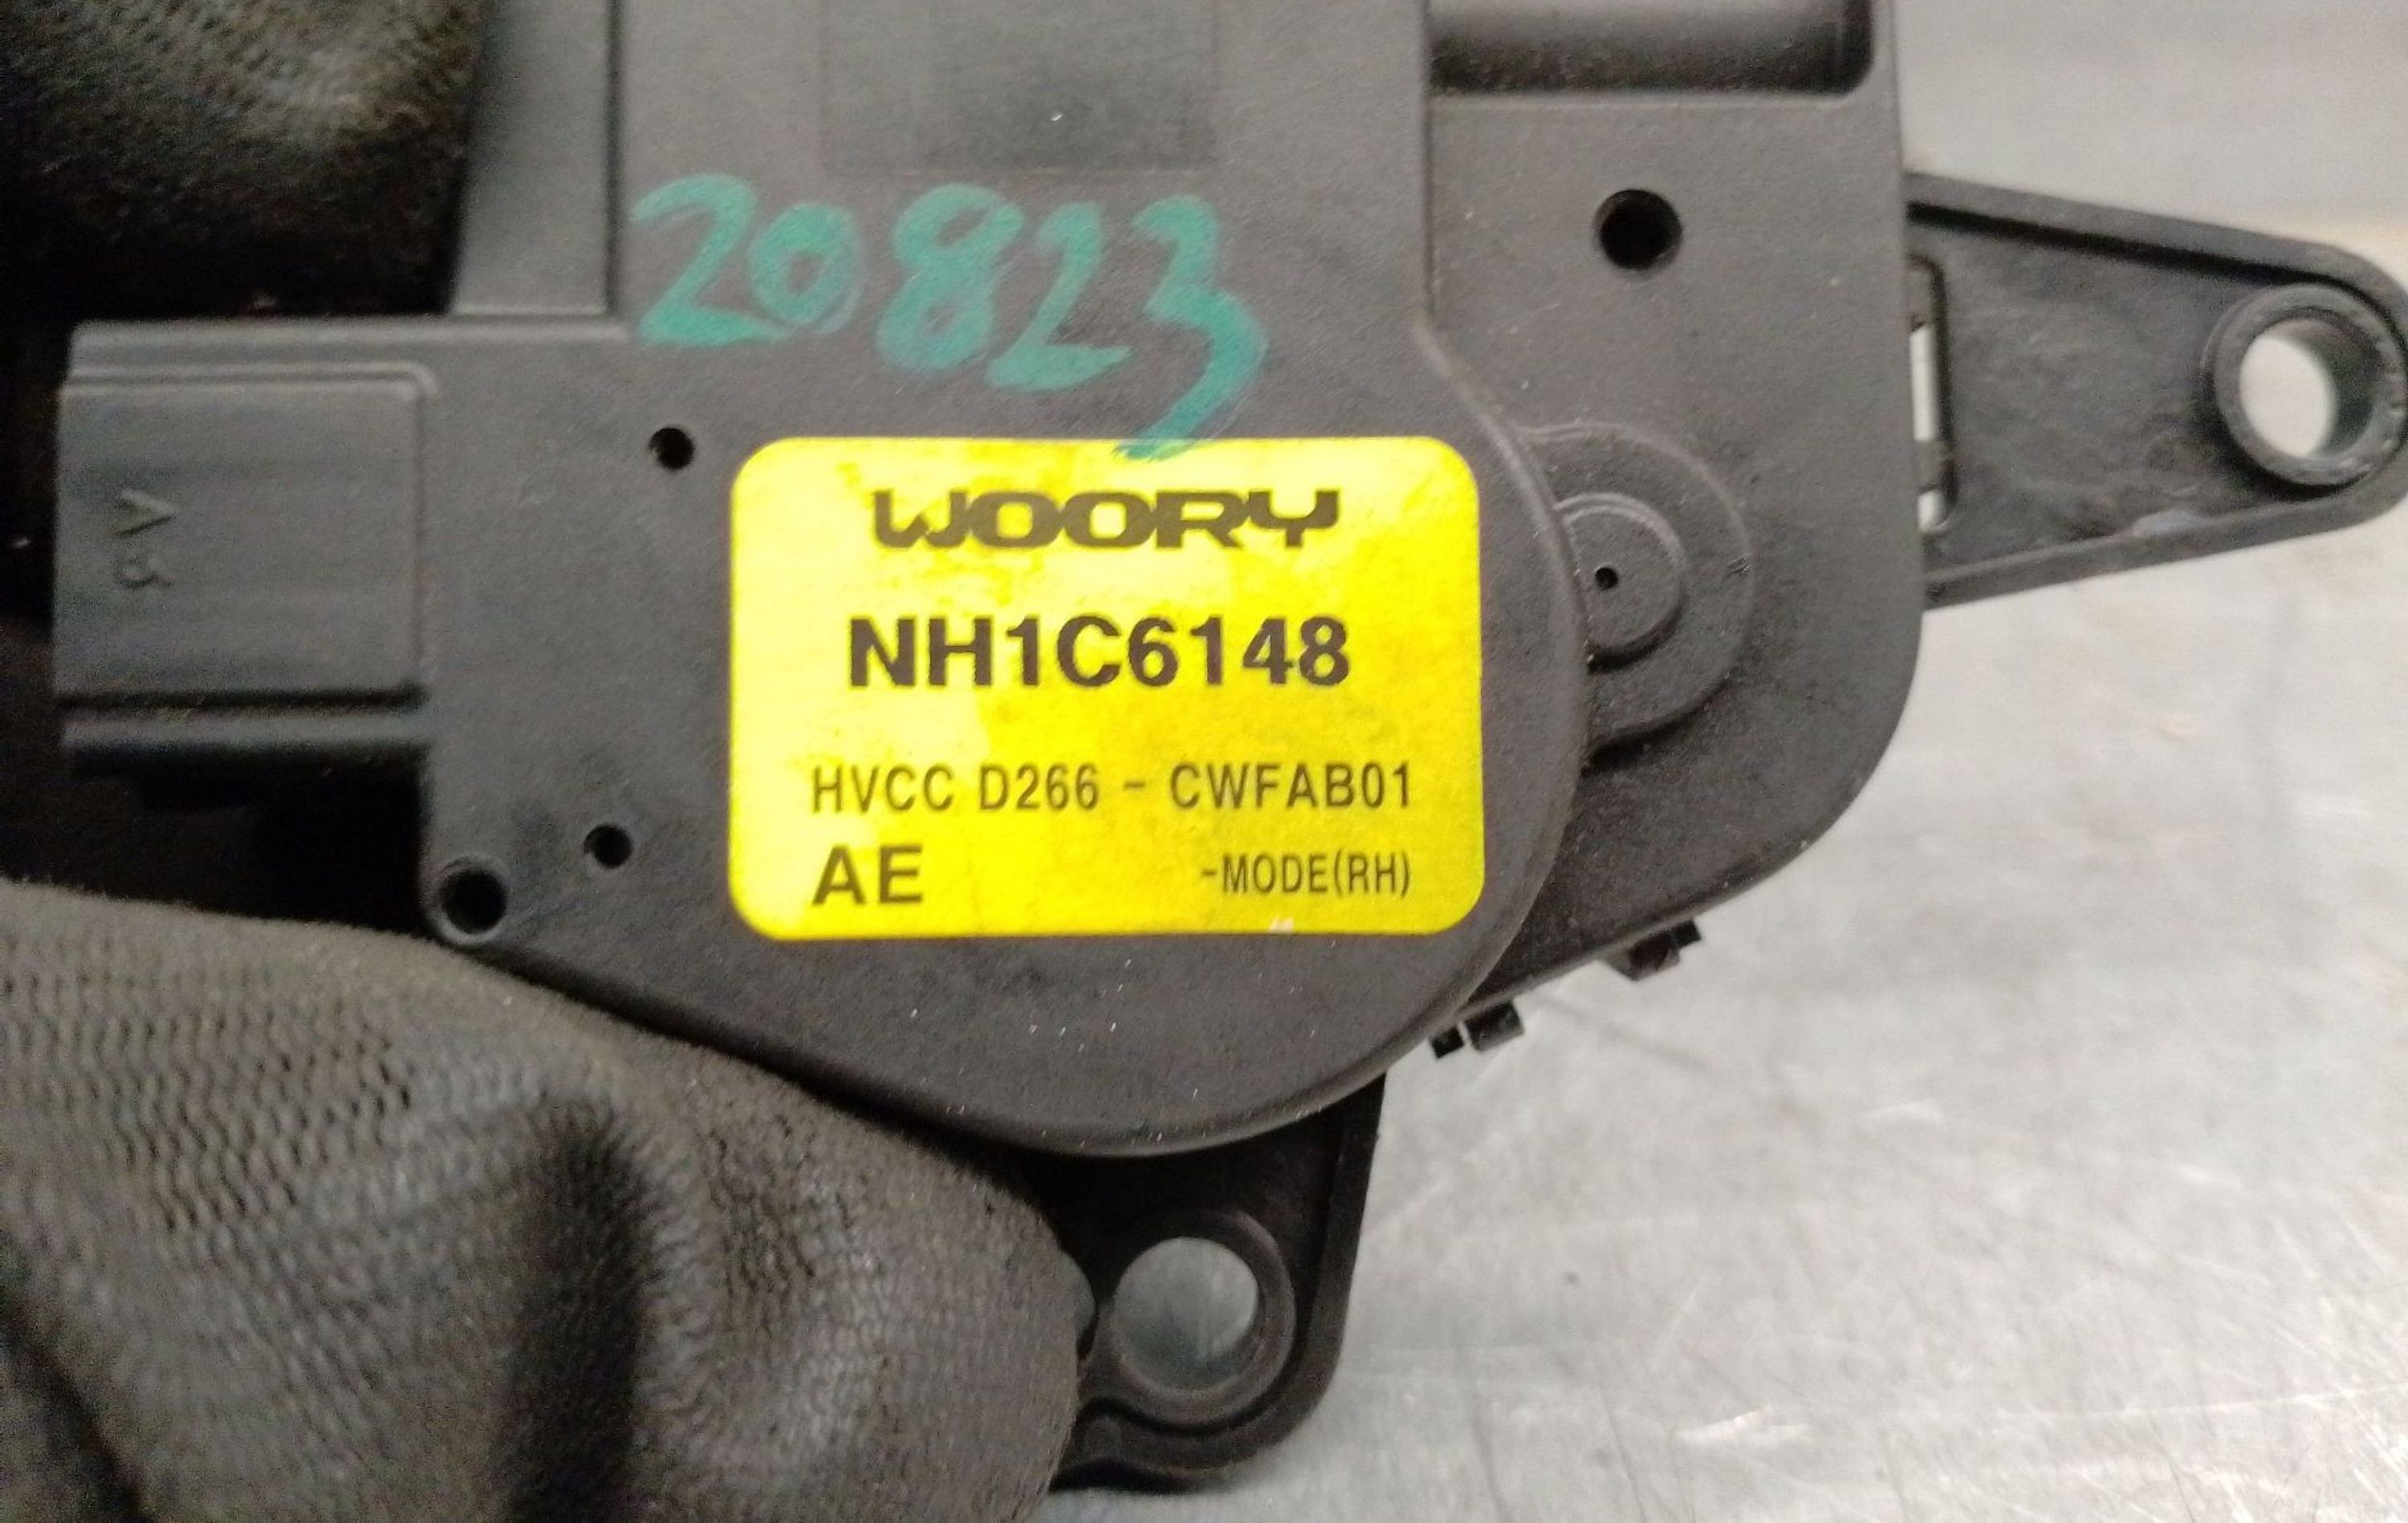 20823
WOORY
NH1C6148
HVCC D266 - CWFAB01
AE -MODE(RH)